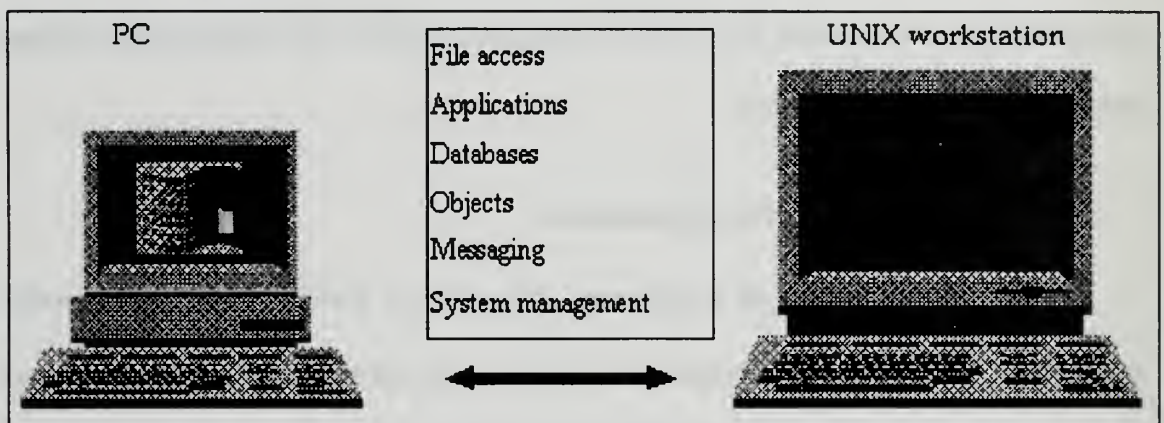 PC
File access
Applications
Databases
Objects
Messaging
System management
UNIX workstation